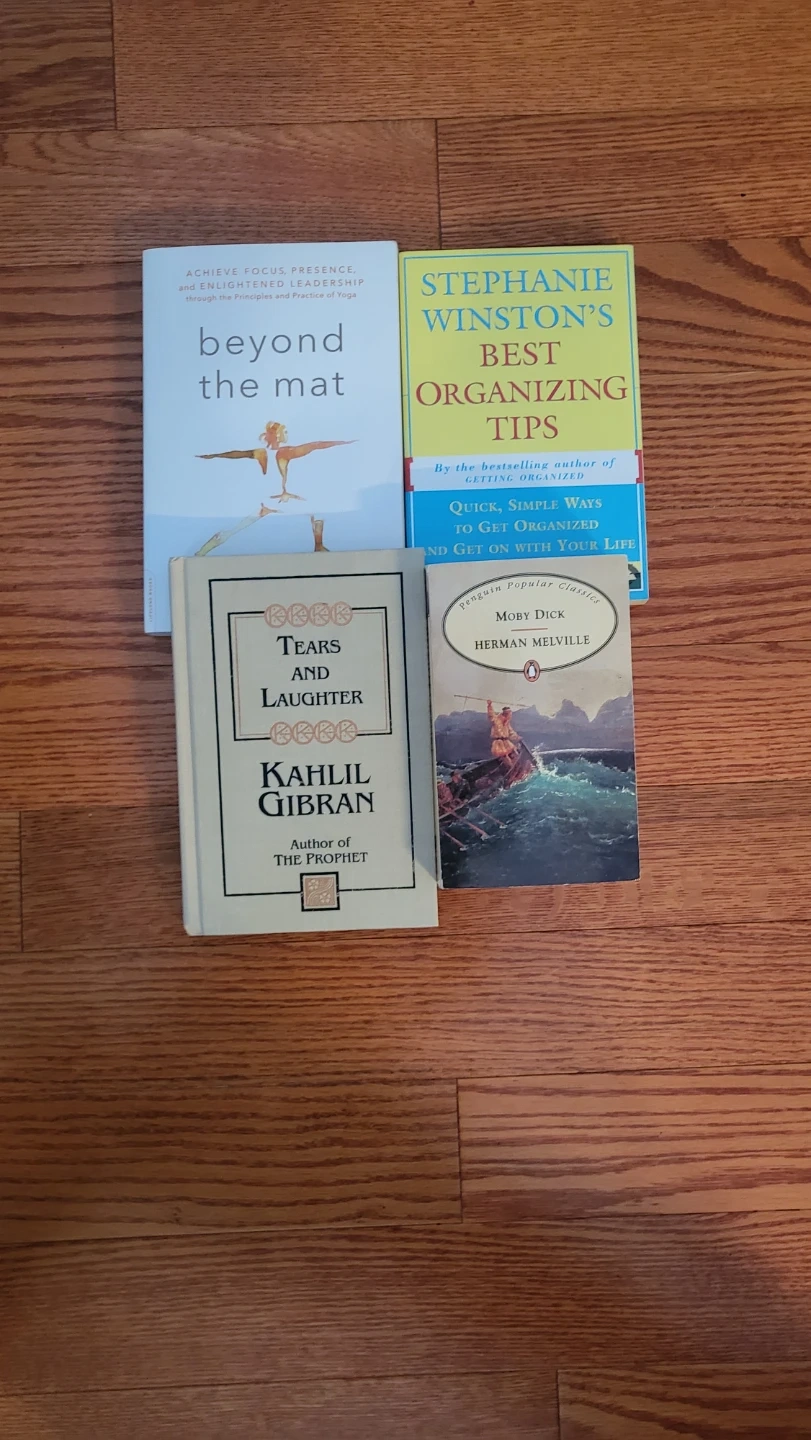 ACHIEVE FOCUS, PRESENCE,
and ENLIGHTENED LEADERSHIP
through the Principles and Practice of Yoga
beyond
the mat
STEPHANIE
WINSTON'S
BEST
ORGANIZING
TIPS
By the bestselling author of
GETTING ORGANIZED
QUICK, SIMPLE WAYS
TO GET ORGANIZED
AND GET ON WITH YOUR LIFE
TEARS
AND
LAUGHTER
KAHLIL
GIBRAN
Author of
THE PROPHET
Penguin Popular Classics
MOBY DICK
HERMAN MELVILLE